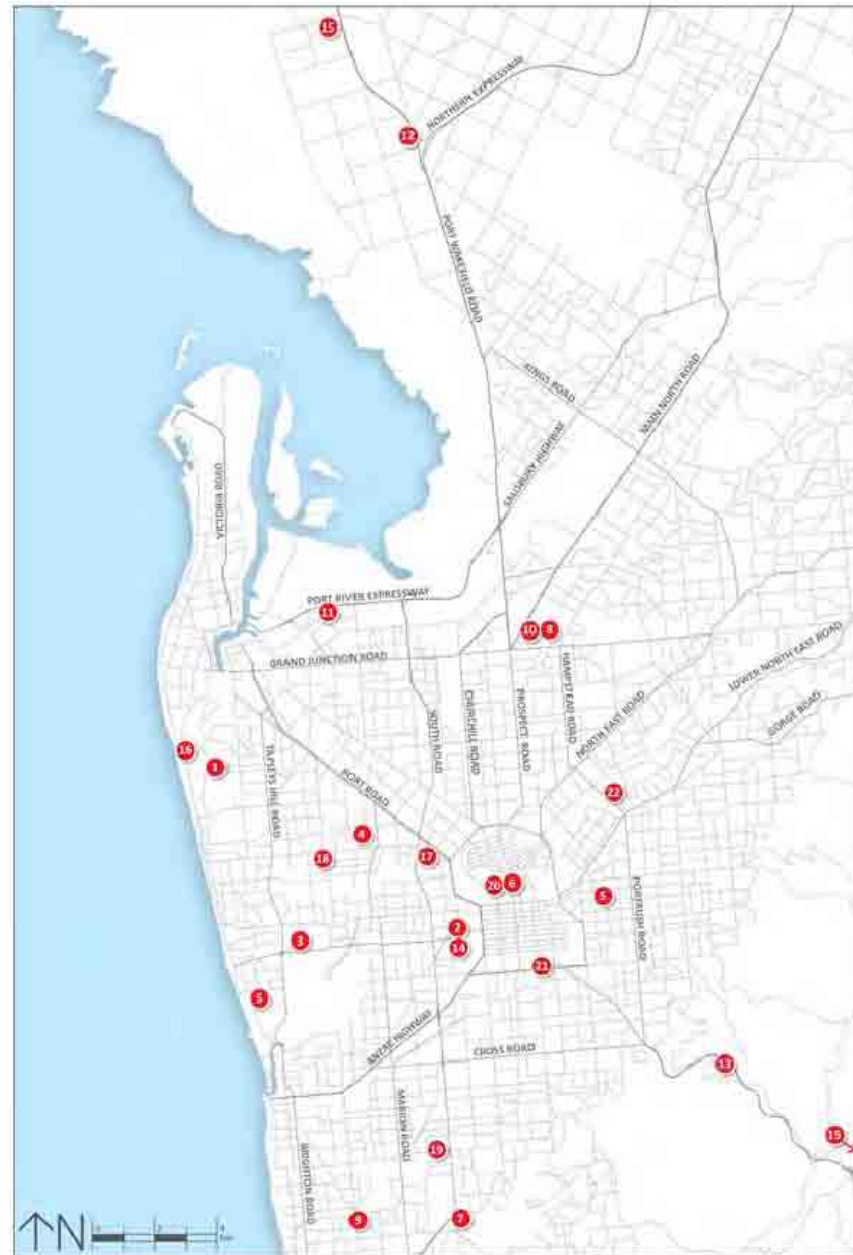 15
NORTHERN EXPRESSWAY
12
PORT WAKEFIELD ROAD
KINGS ROAD
MAIN NORTH ROAD
SALISBURY HIGHWAY
VICTORIA ROAD
PORT RIVER EXPRESSWAY
11
10
8
GRAND JUNCTION ROAD
HAMPSTEAD ROAD
LOWER NORTH EAST ROAD
CHURCHILL ROAD
PROSPECT ROAD
NORTH EAST ROAD
GORGE ROAD
SOUTH ROAD
TAPLEYS HILL ROAD
16
1
PORT ROAD
22
4
18
17
20
6
5
PORTRUSH ROAD
2
3
14
21
5
ANZAC HIGHWAY
CROSS ROAD
13
MARION ROAD
15
19
BRIGHTON ROAD
9
7
N
0
2
4
km